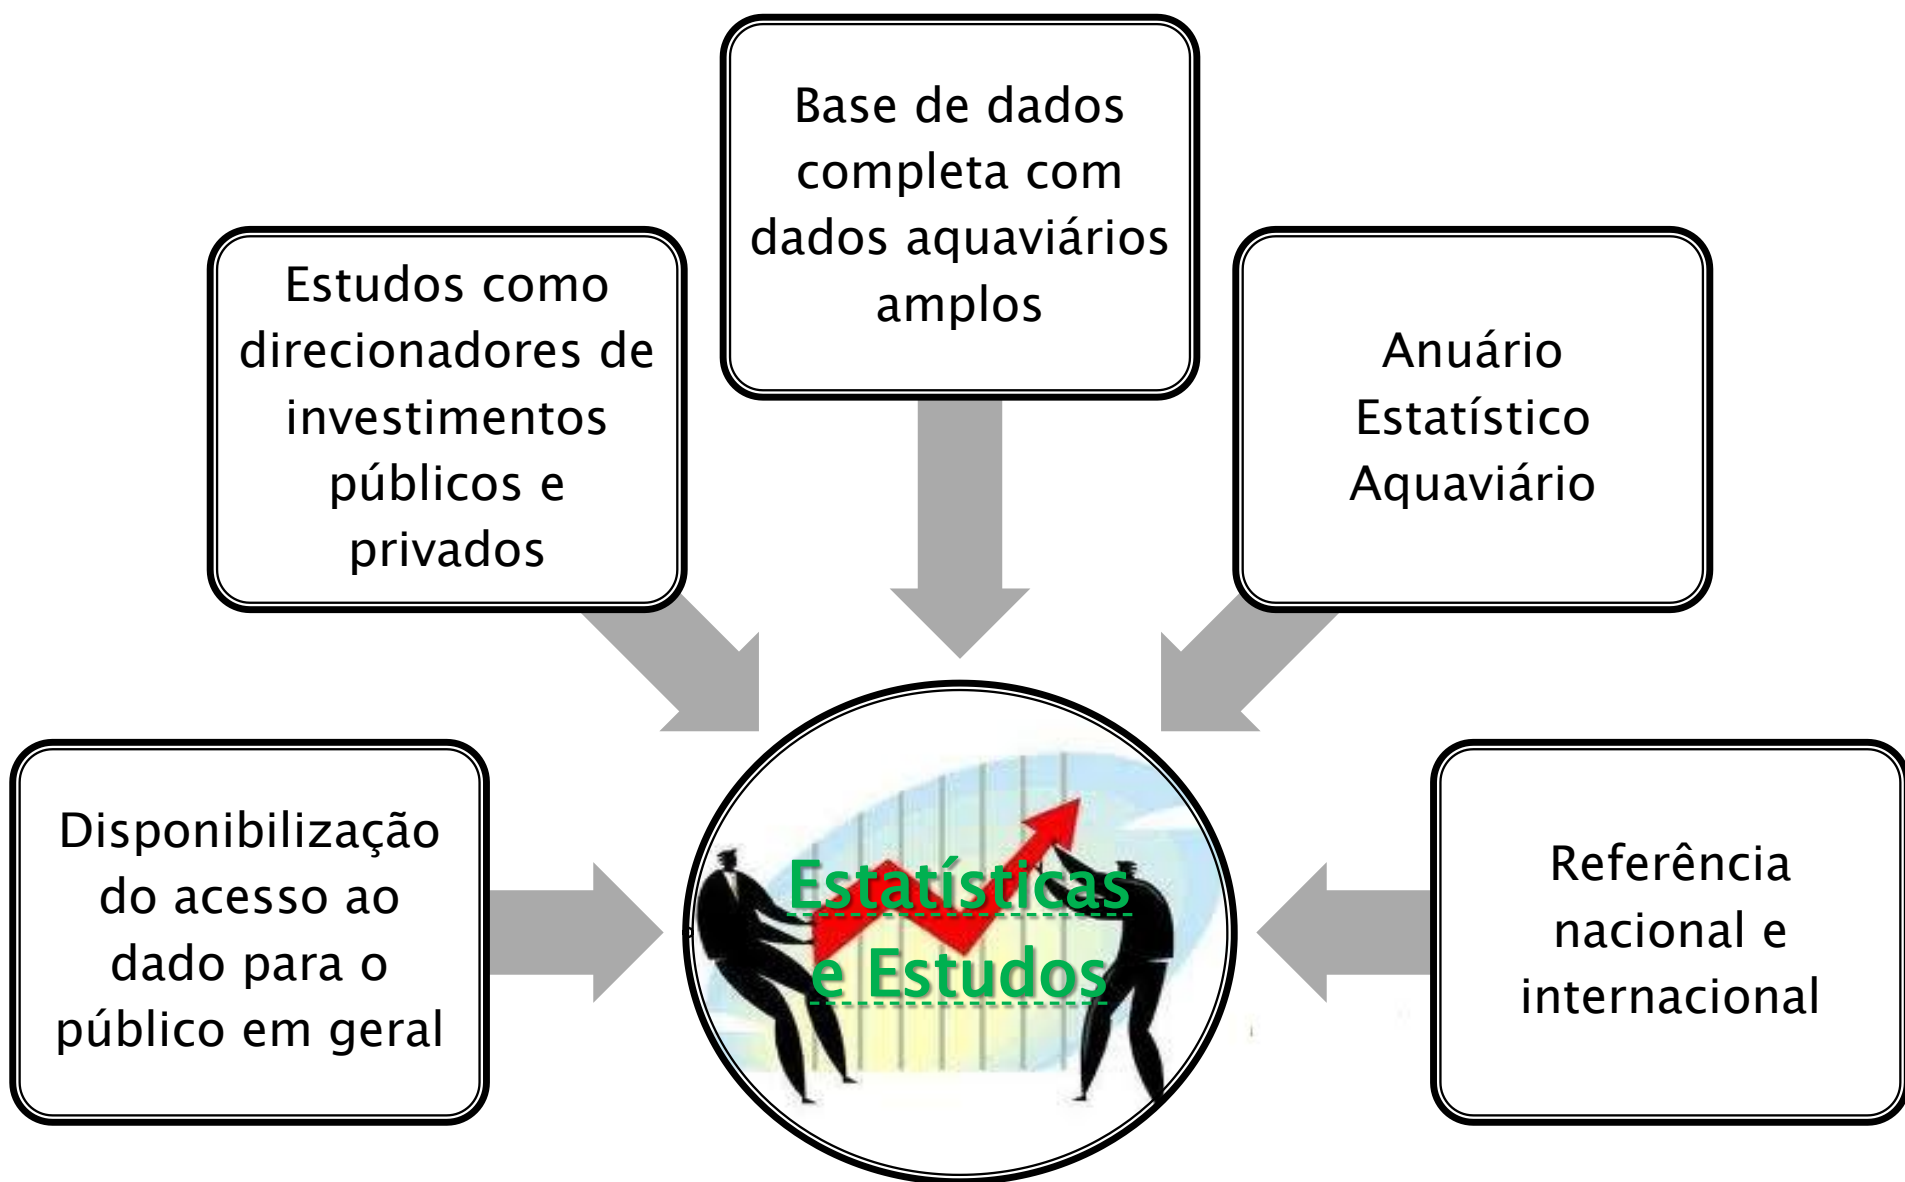 Base de dados
completa com
dados aquaviários
amplos
Estudos como
direcionadores de
investimentos
públicos e
privados
Anuário
Estatístico
Aquaviário
Disponibilização
do acesso ao
dado para o
público em geral
Estatísticas
e Estudos
Referência
nacional e
internacional